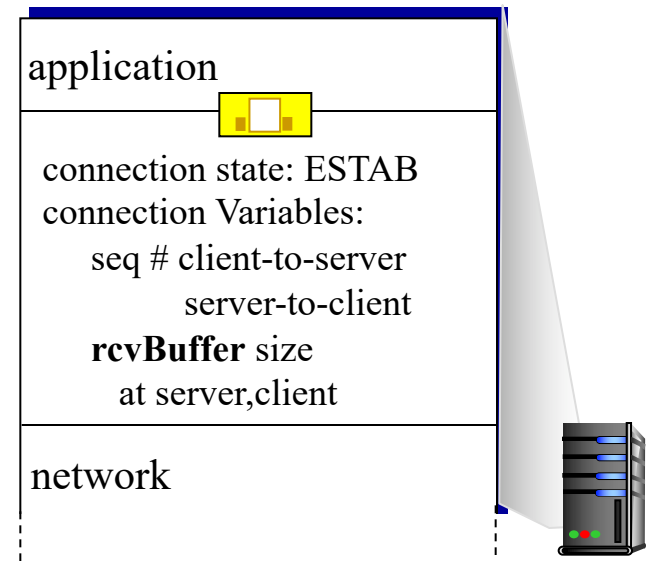 application
connection state: ESTAB
connection Variables:
seq # client-to-server
server-to-client
rcvBuffer size
at server,client
network